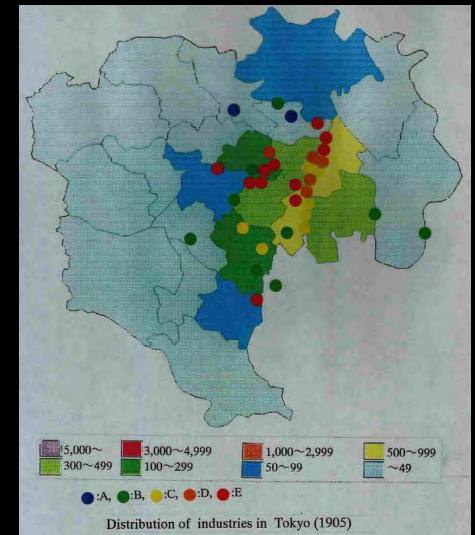 5,000～ 3,000～4,999 1,000～2,999 500～999
300～499 100～299 50～99 ～49
:A, :B, :C, :D, :E
Distribution of industries in Tokyo (1905)